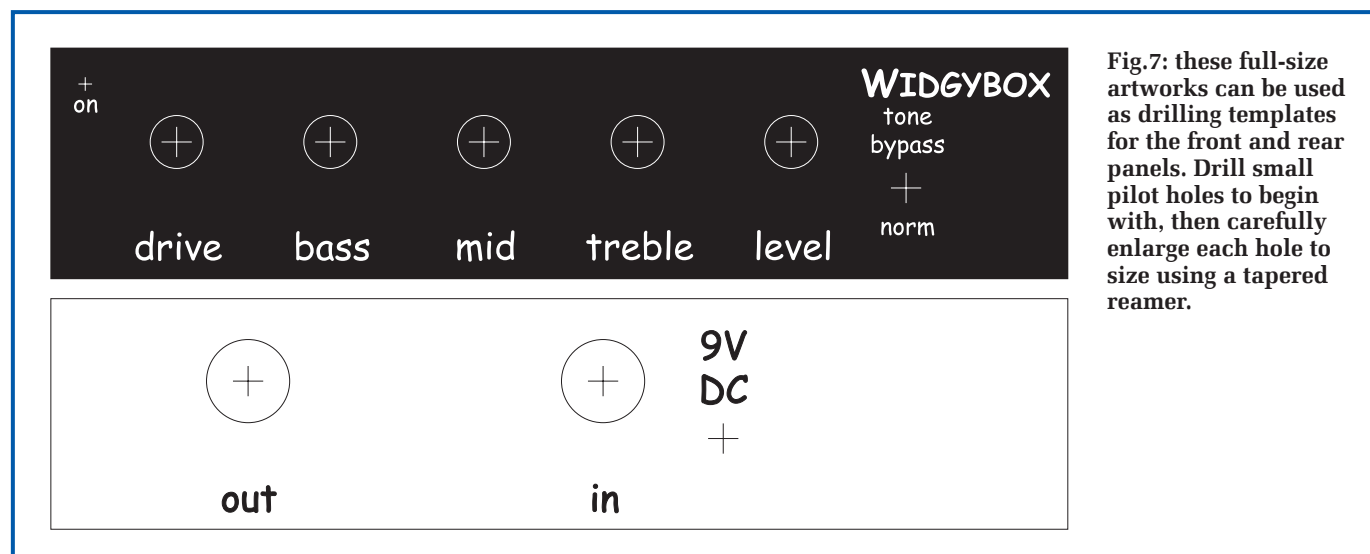 on
WIDGYBOX
tone
bypass
norm
drive bass mid treble level
9V
DC
out in
Fig.7: these full-size
artworks can be used
as drilling templates
for the front and rear
panels. Drill small
pilot holes to begin
with, then carefully
enlarge each hole to
size using a tapered
reamer.